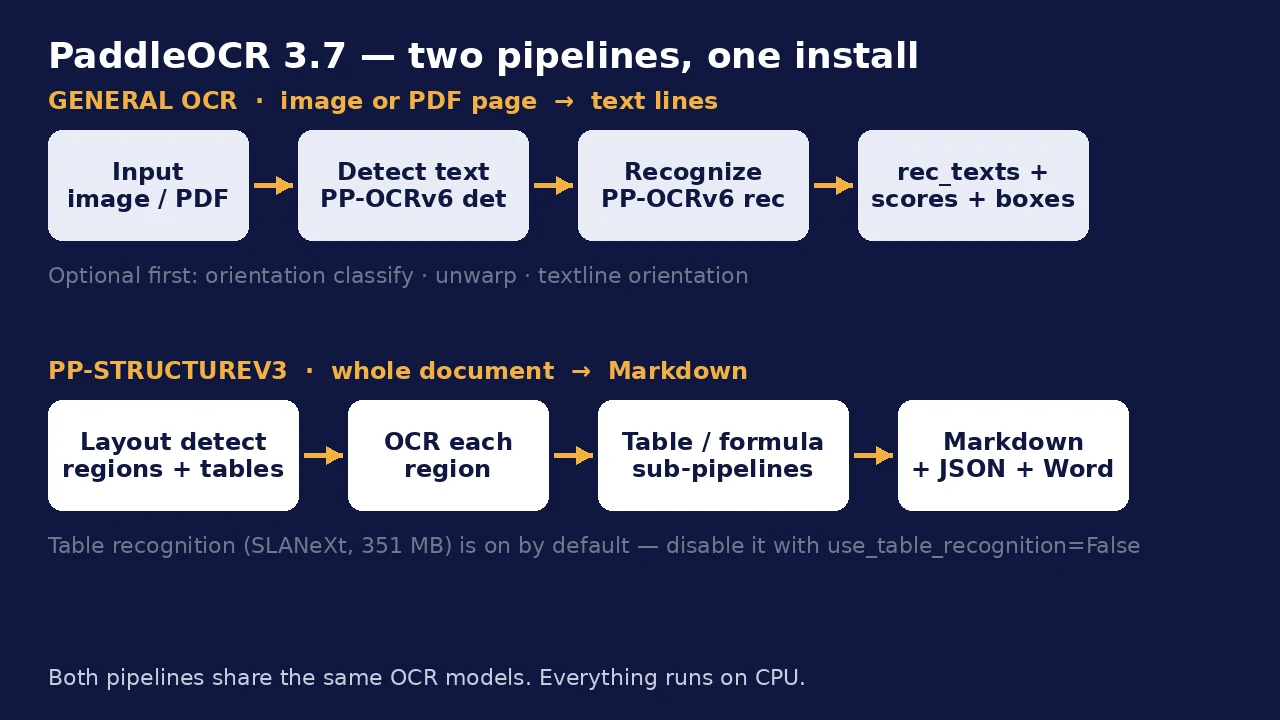 PaddleOCR 3.7 — two pipelines, one install
GENERAL OCR · image or PDF page → text lines
Input
image / PDF
Detect text
PP-OCRv6 det
Recognize
PP-OCRv6 rec
rec_texts +
scores + boxes
Optional first: orientation classify · unwarp · textline orientation
PP-STRUCTUREV3 · whole document → Markdown
Layout detect
regions + tables
OCR each
region
Table / formula
sub-pipelines
Markdown
+ JSON + Word
Table recognition (SLANeXt, 351 MB) is on by default — disable it with use_table_recognition=False
Both pipelines share the same OCR models. Everything runs on CPU.